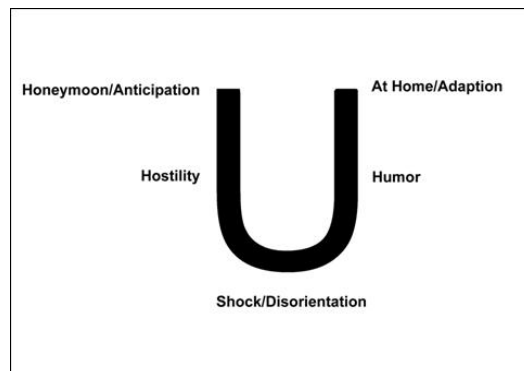 Honeymoon/Anticipation
At Home/Adaption
Hostility
Humor
Shock/Disorientation